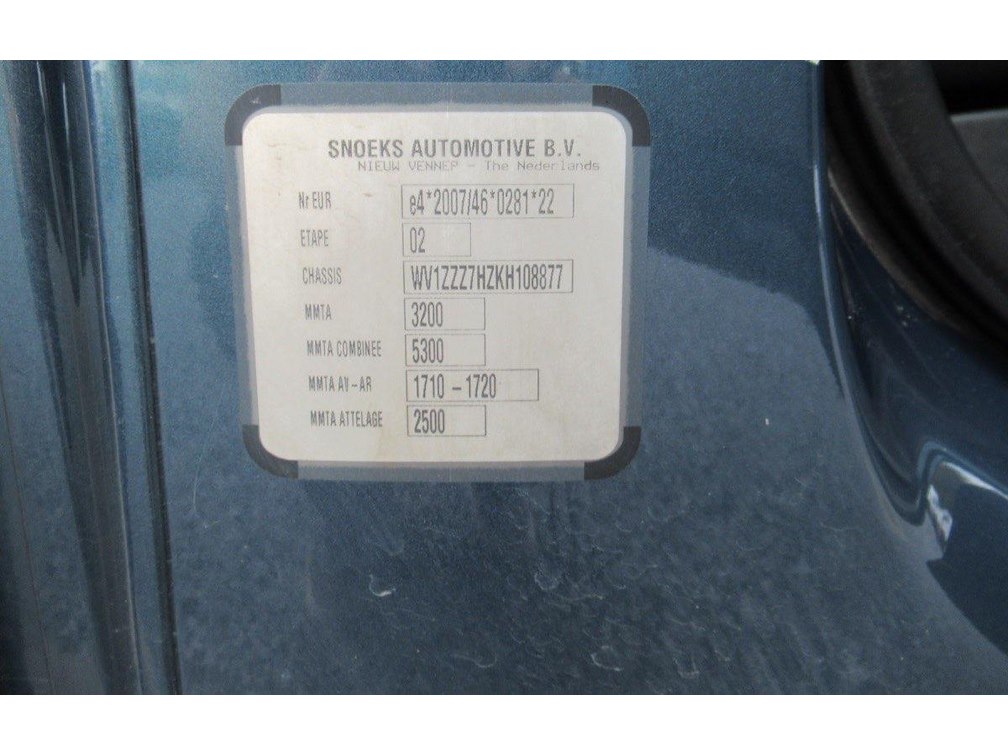 SNOEKS AUTOMOTIVE B.V.
NIEUW VENNEP - The Nederlands
Nr EUR e4*2007/46*0281*22
ETAPE 02
CHASSIS WV1ZZZ7HZKH108877
MMTA 3200
MMTA COMBINEE 5300
MMTA AV-AR 1710 - 1720
MMTA ATTELAGE 2500